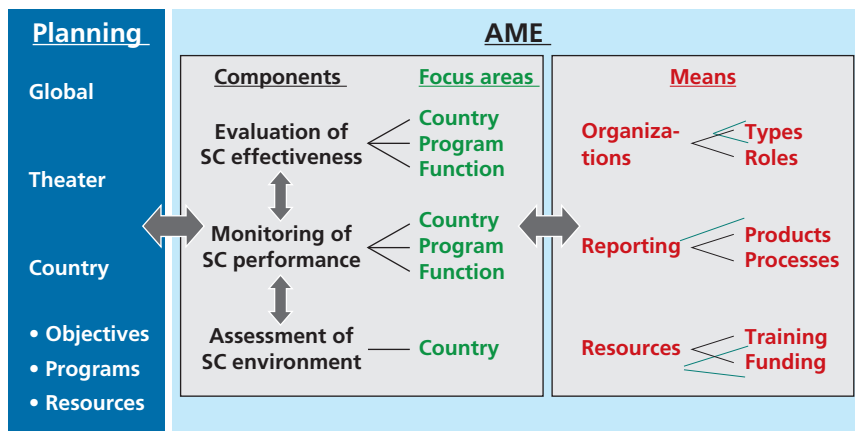 Planning
Global
Theater
Country
• Objectives
• Programs
• Resources
AME
Components
Focus areas
Evaluation of
SC effectiveness
Country
Program
Function
Monitoring of
SC performance
Country
Program
Function
Assessment of
SC environment
Country
Means
Organiza-
tions
Types
Roles
Reporting
Products
Processes
Resources
Training
Funding